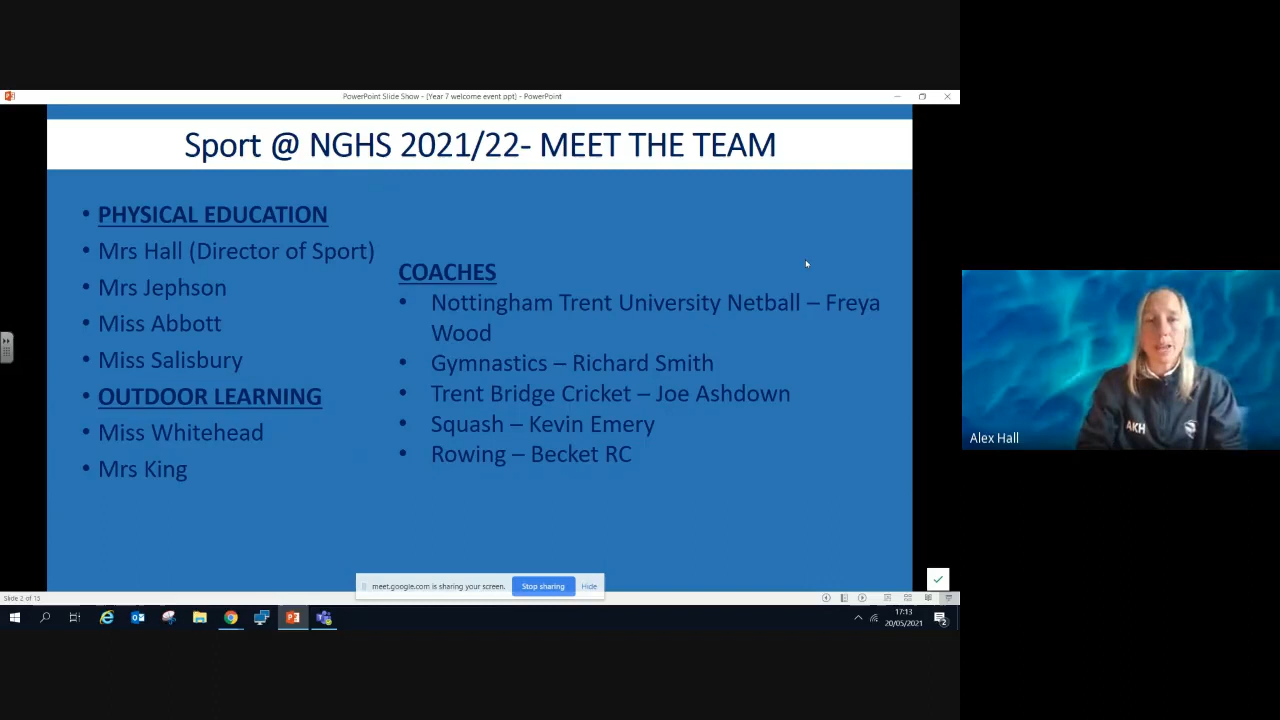 PowerPoint Slide Show - [Year 7 welcome event.ppt] - PowerPoint
Sport @ NGHS 2021/22- MEET THE TEAM
• PHYSICAL EDUCATION
• Mrs Hall (Director of Sport)
• Mrs Jephson
• Miss Abbott
• Miss Salisbury
• OUTDOOR LEARNING
• Miss Whitehead
• Mrs King
COACHES
• Nottingham Trent University Netball – Freya
Wood
• Gymnastics – Richard Smith
• Trent Bridge Cricket – Joe Ashdown
• Squash – Kevin Emery
• Rowing – Becket RC
AKH
Alex Hall
meet.google.com is sharing your screen.
Stop sharing
Hide
Slide 2 of 15
17:13
20/05/2021
2